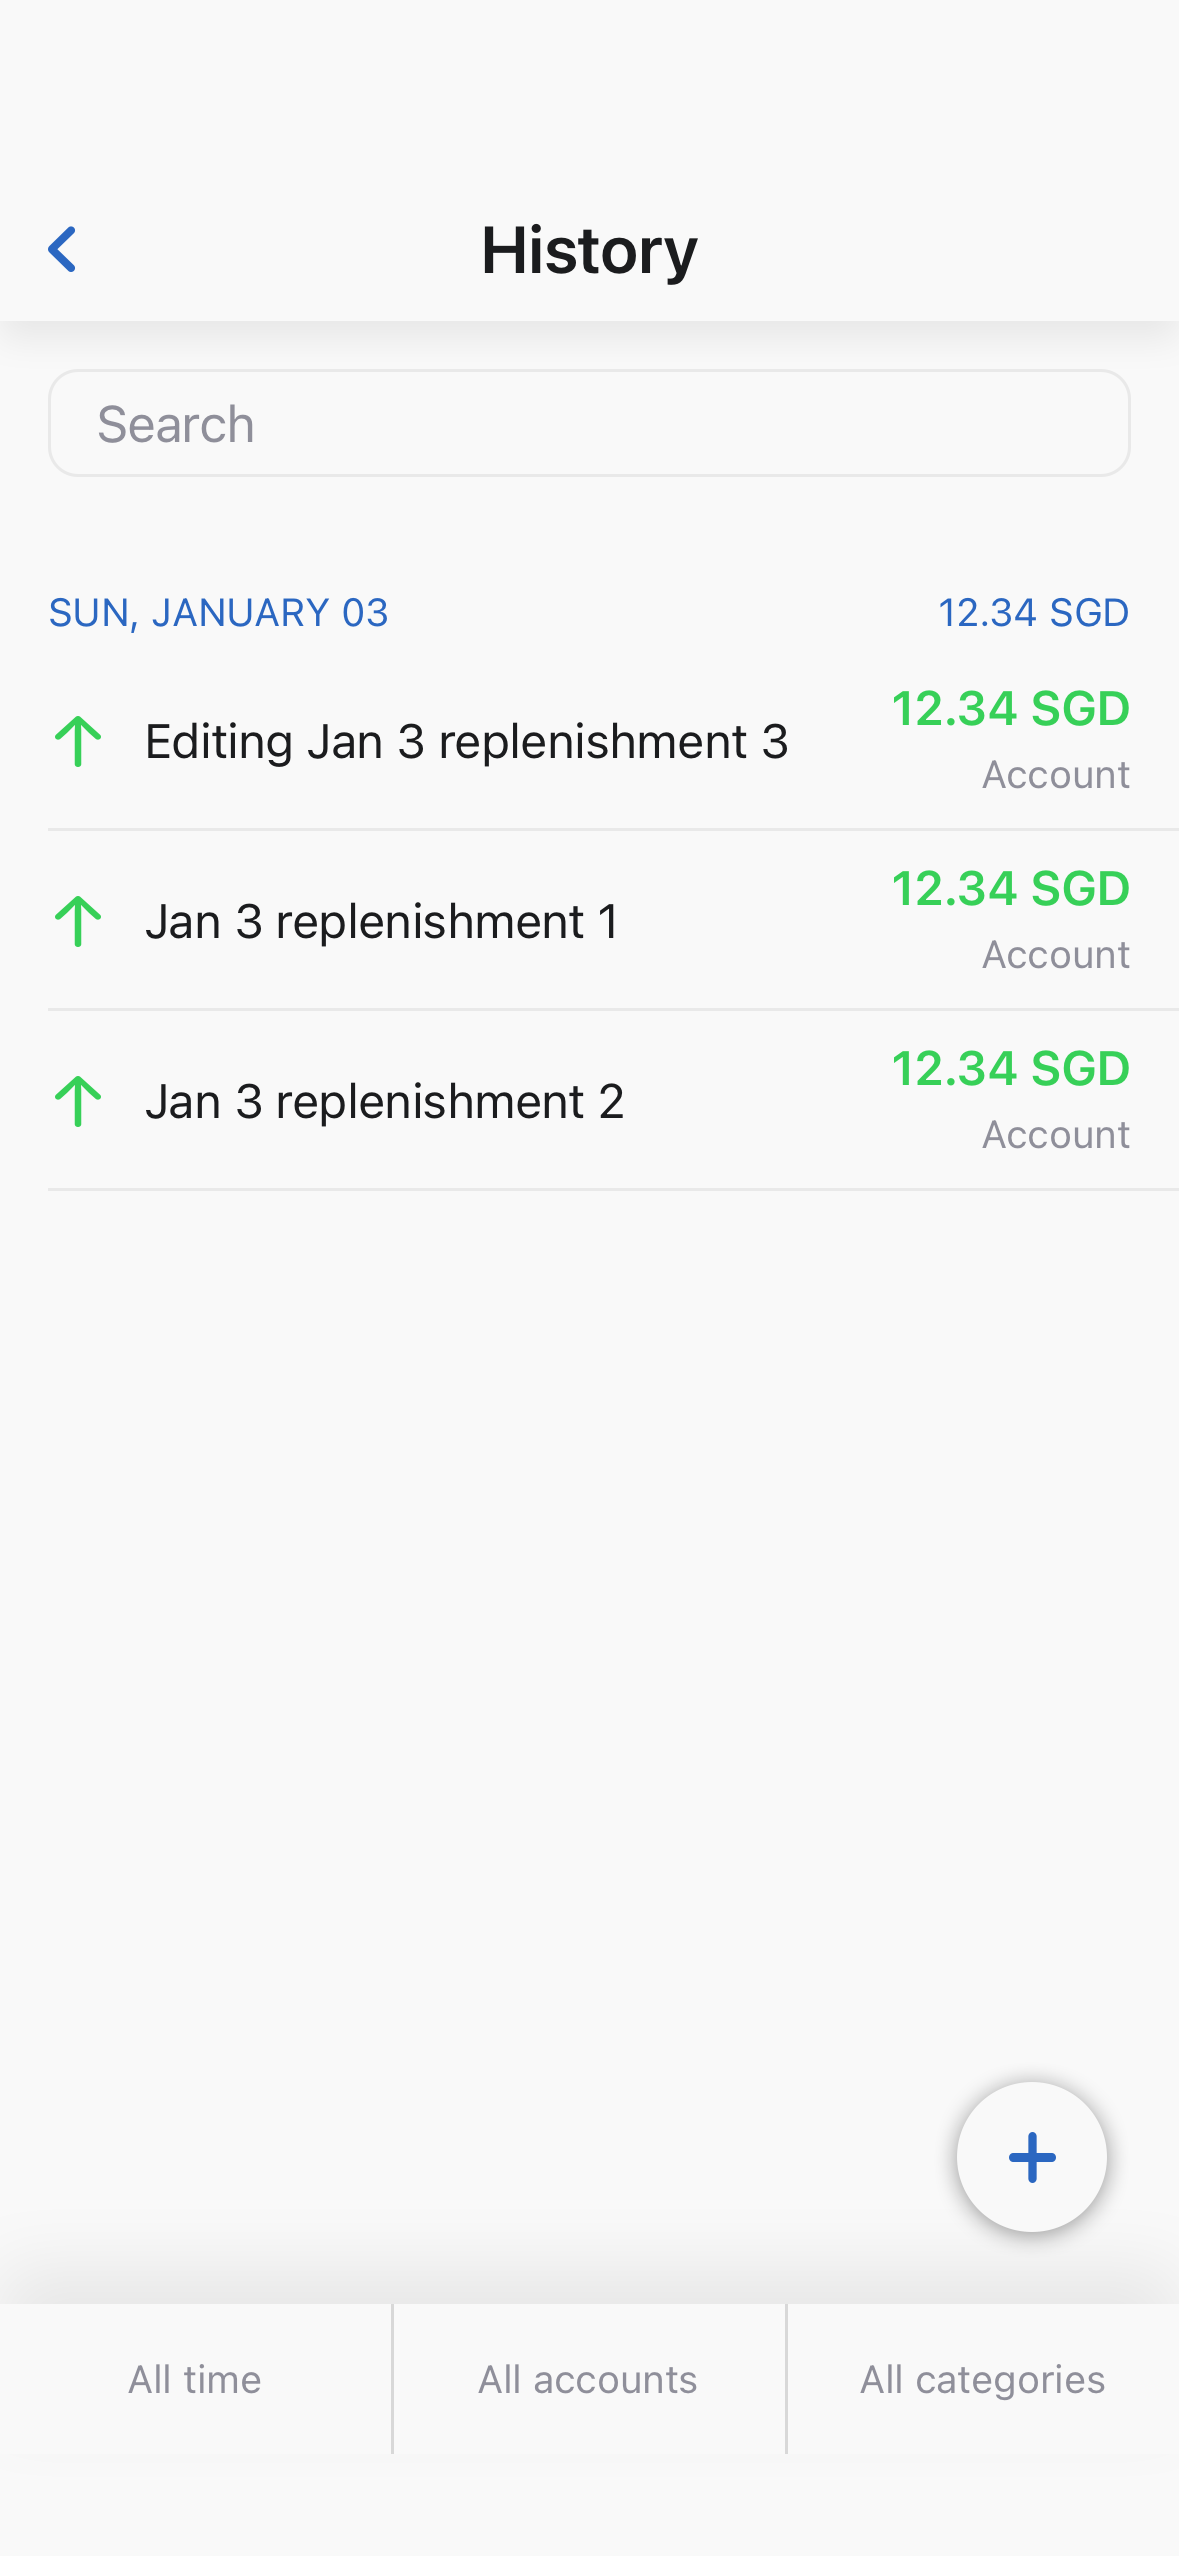 History
Search
SUN, JANUARY 03 12.34 SGD
Editing Jan 3 replenishment 3 12.34 SGD
Account
Jan 3 replenishment 1 12.34 SGD
Account
Jan 3 replenishment 2 12.34 SGD
Account
All time All accounts All categories